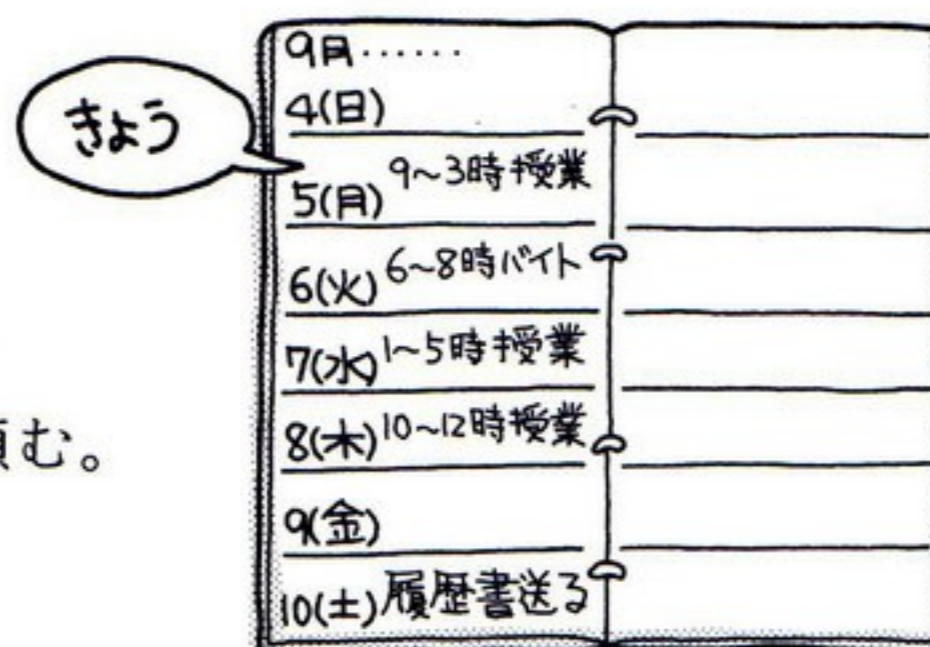 きょう
9月……
4(日)
5(月) 9~3時授業
6(火) 6~8時バイト
7(水) 1~5時授業
8(木) 10~12時授業
9(金)
10(土) 履歴書送る
む。